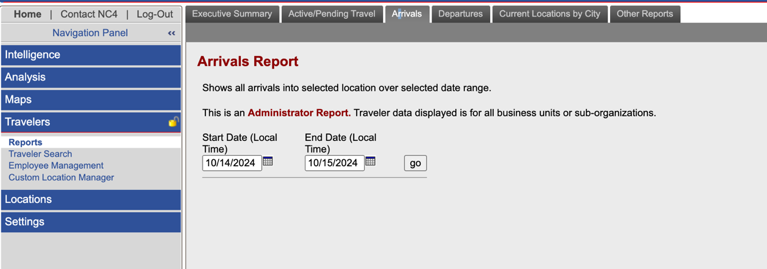 Home | Contact NC4 | Log-Out
Executive Summary
Active/Pending Travel
Arrivals
Departures
Current Locations by City
Other Reports
Navigation Panel «
Intelligence
Analysis
Maps
Travelers
Reports
Traveler Search
Employee Management
Custom Location Manager
Locations
Settings
Arrivals Report
Shows all arrivals into selected location over selected date range.
This is an Administrator Report. Traveler data displayed is for all business units or sub-organizations.
Start Date (Local
Time)
10/14/2024
End Date (Local
Time)
10/15/2024
go